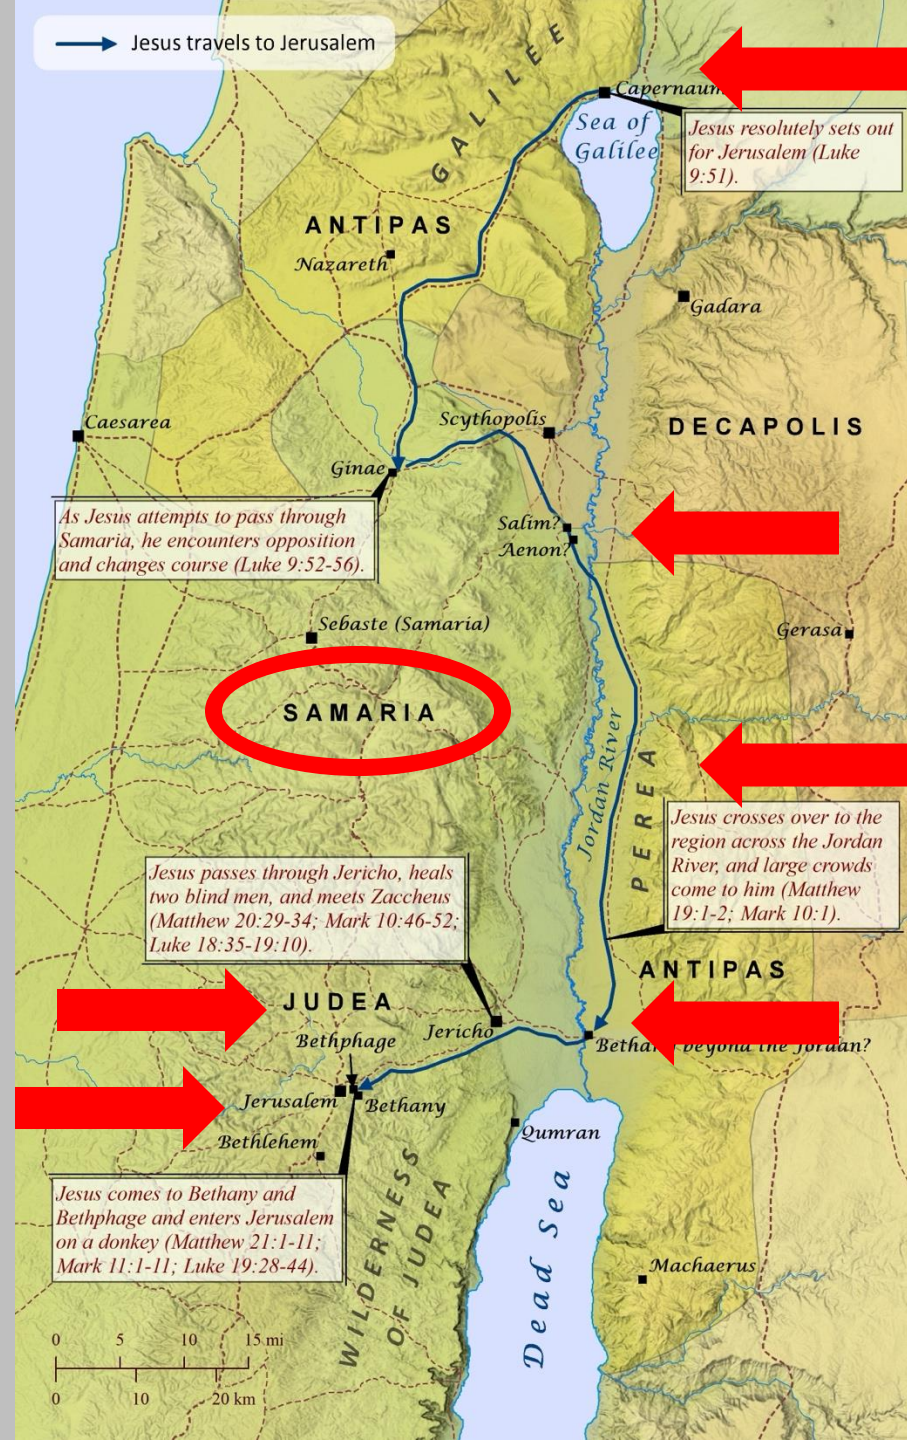 Jesus travels to Jerusalem
GALILEE
Capernaum
Sea of
Galilee
Jesus resolutely sets out
for Jerusalem (Luke
9:51).
ANTIPAS
Nazareth
Gadara
Caesarea
Scythopolis
DECAPOLIS
Ginae
As Jesus attempts to pass through
Samaria, he encounters opposition
and changes course (Luke 9:52-56).
Salim?
Aenon?
Sebaste (Samaria)
Gerasa
SAMARIA
Jordan River
PEREA
Jesus crosses over to the
region across the Jordan
River, and large crowds
come to him (Matthew
19:1-2; Mark 10:1).
Jesus passes through Jericho, heals
two blind men, and meets Zaccheus
(Matthew 20:29-34; Mark 10:46-52;
Luke 18:35-19:10).
ANTIPAS
JUDEA
Jericho
Bethany beyond the Jordan?
Bethphage
Jerusalem
Bethany
Bethlehem
Qumran
Jesus comes to Bethany and
Bethphage and enters Jerusalem
on a donkey (Matthew 21:1-11;
Mark 11:1-11; Luke 19:28-44).
WILDERNESS
OF JUDEA
Dead Sea
Machaerus
0 5 10 15 mi
0 10 20 km